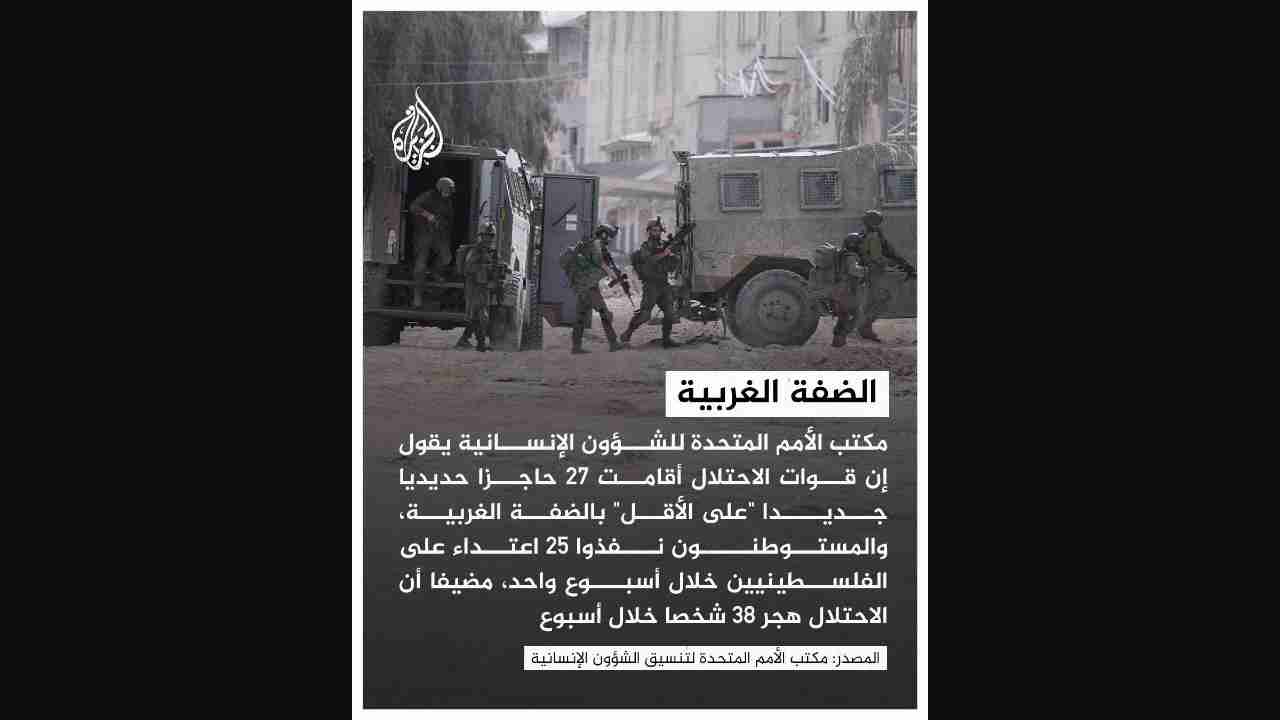 الجزيرة
الضفة الغربية
مكتب الأمم المتحدة للشؤون الإنسانية يقول
إن قوات الاحتلال أقامت 27 حاجزا حديديا
جديدا "على الأقل" بالضفة الغربية،
والمستوطنون نفذوا 25 اعتداء على
الفلسطينيين خلال أسبوع واحد، مضيفا أن
الاحتلال هجر 38 شخصا خلال أسبوع
المصدر: مكتب الأمم المتحدة لتنسيق الشؤون الإنسانية